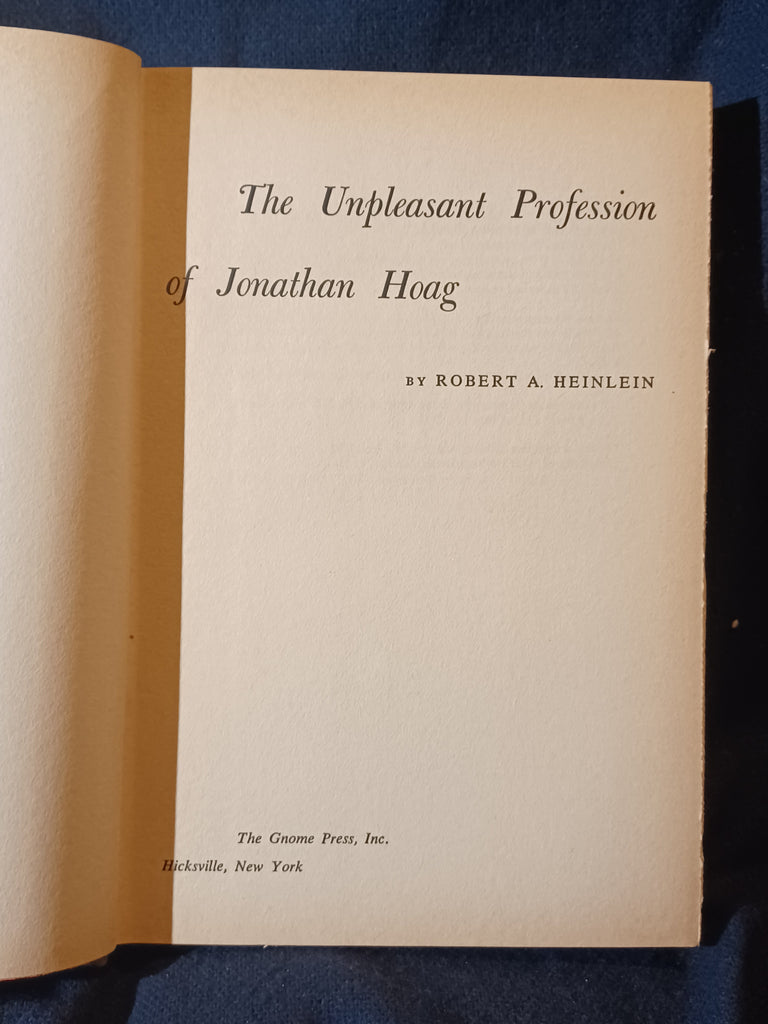 The Unpleasant Profession
of Jonathan Hoag
BY ROBERT A. HEINLEIN
The Gnome Press, Inc.
Hicksville, New York